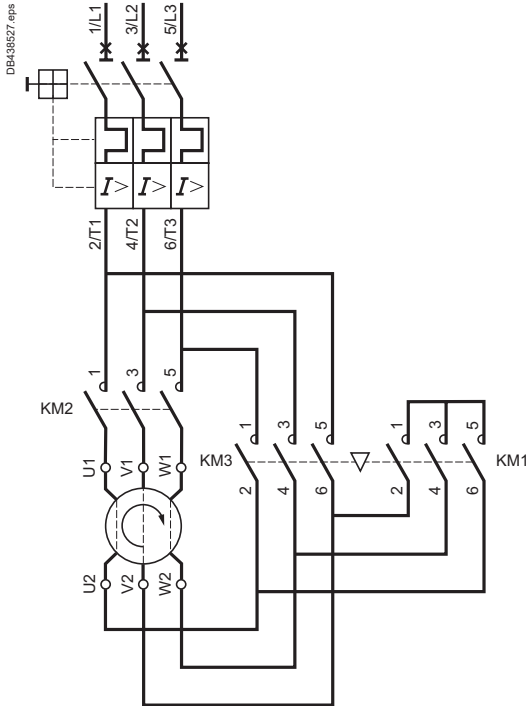 DB438527.eps
1/L1 3/L2 5/L3
I> I> I>
2/T1 4/T2 6/T3
1 3 5
KM2
U1 V1 W1
1 3 5 1 3 5
KM3 KM1
2 4 6 2 4 6
U2 V2 W2